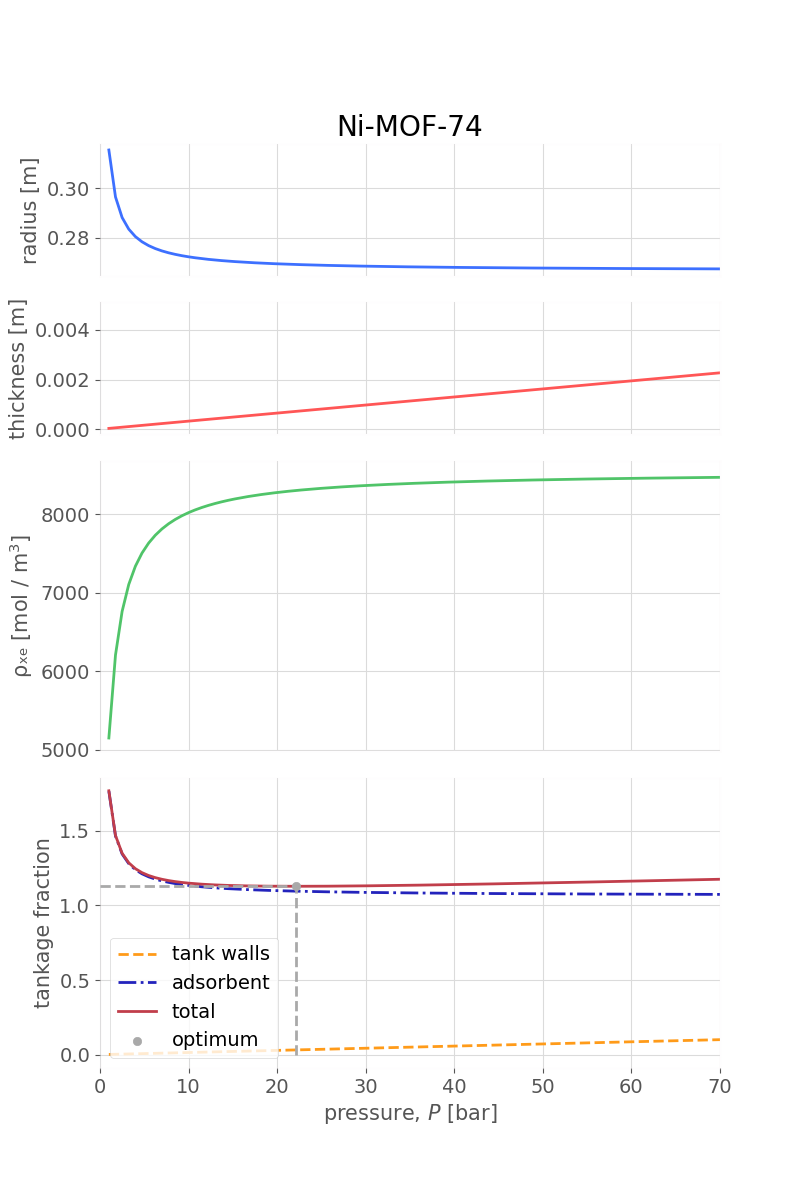 Ni-MOF-74
radius [m]
0.30
0.28
thickness [m]
0.004
0.002
0.000
ρₓₑ [mol / m³]
8000
7000
6000
5000
tankage fraction
1.5
1.0
0.5
0.0
tank walls
adsorbent
total
optimum
0 10 20 30 40 50 60 70
pressure, P [bar]